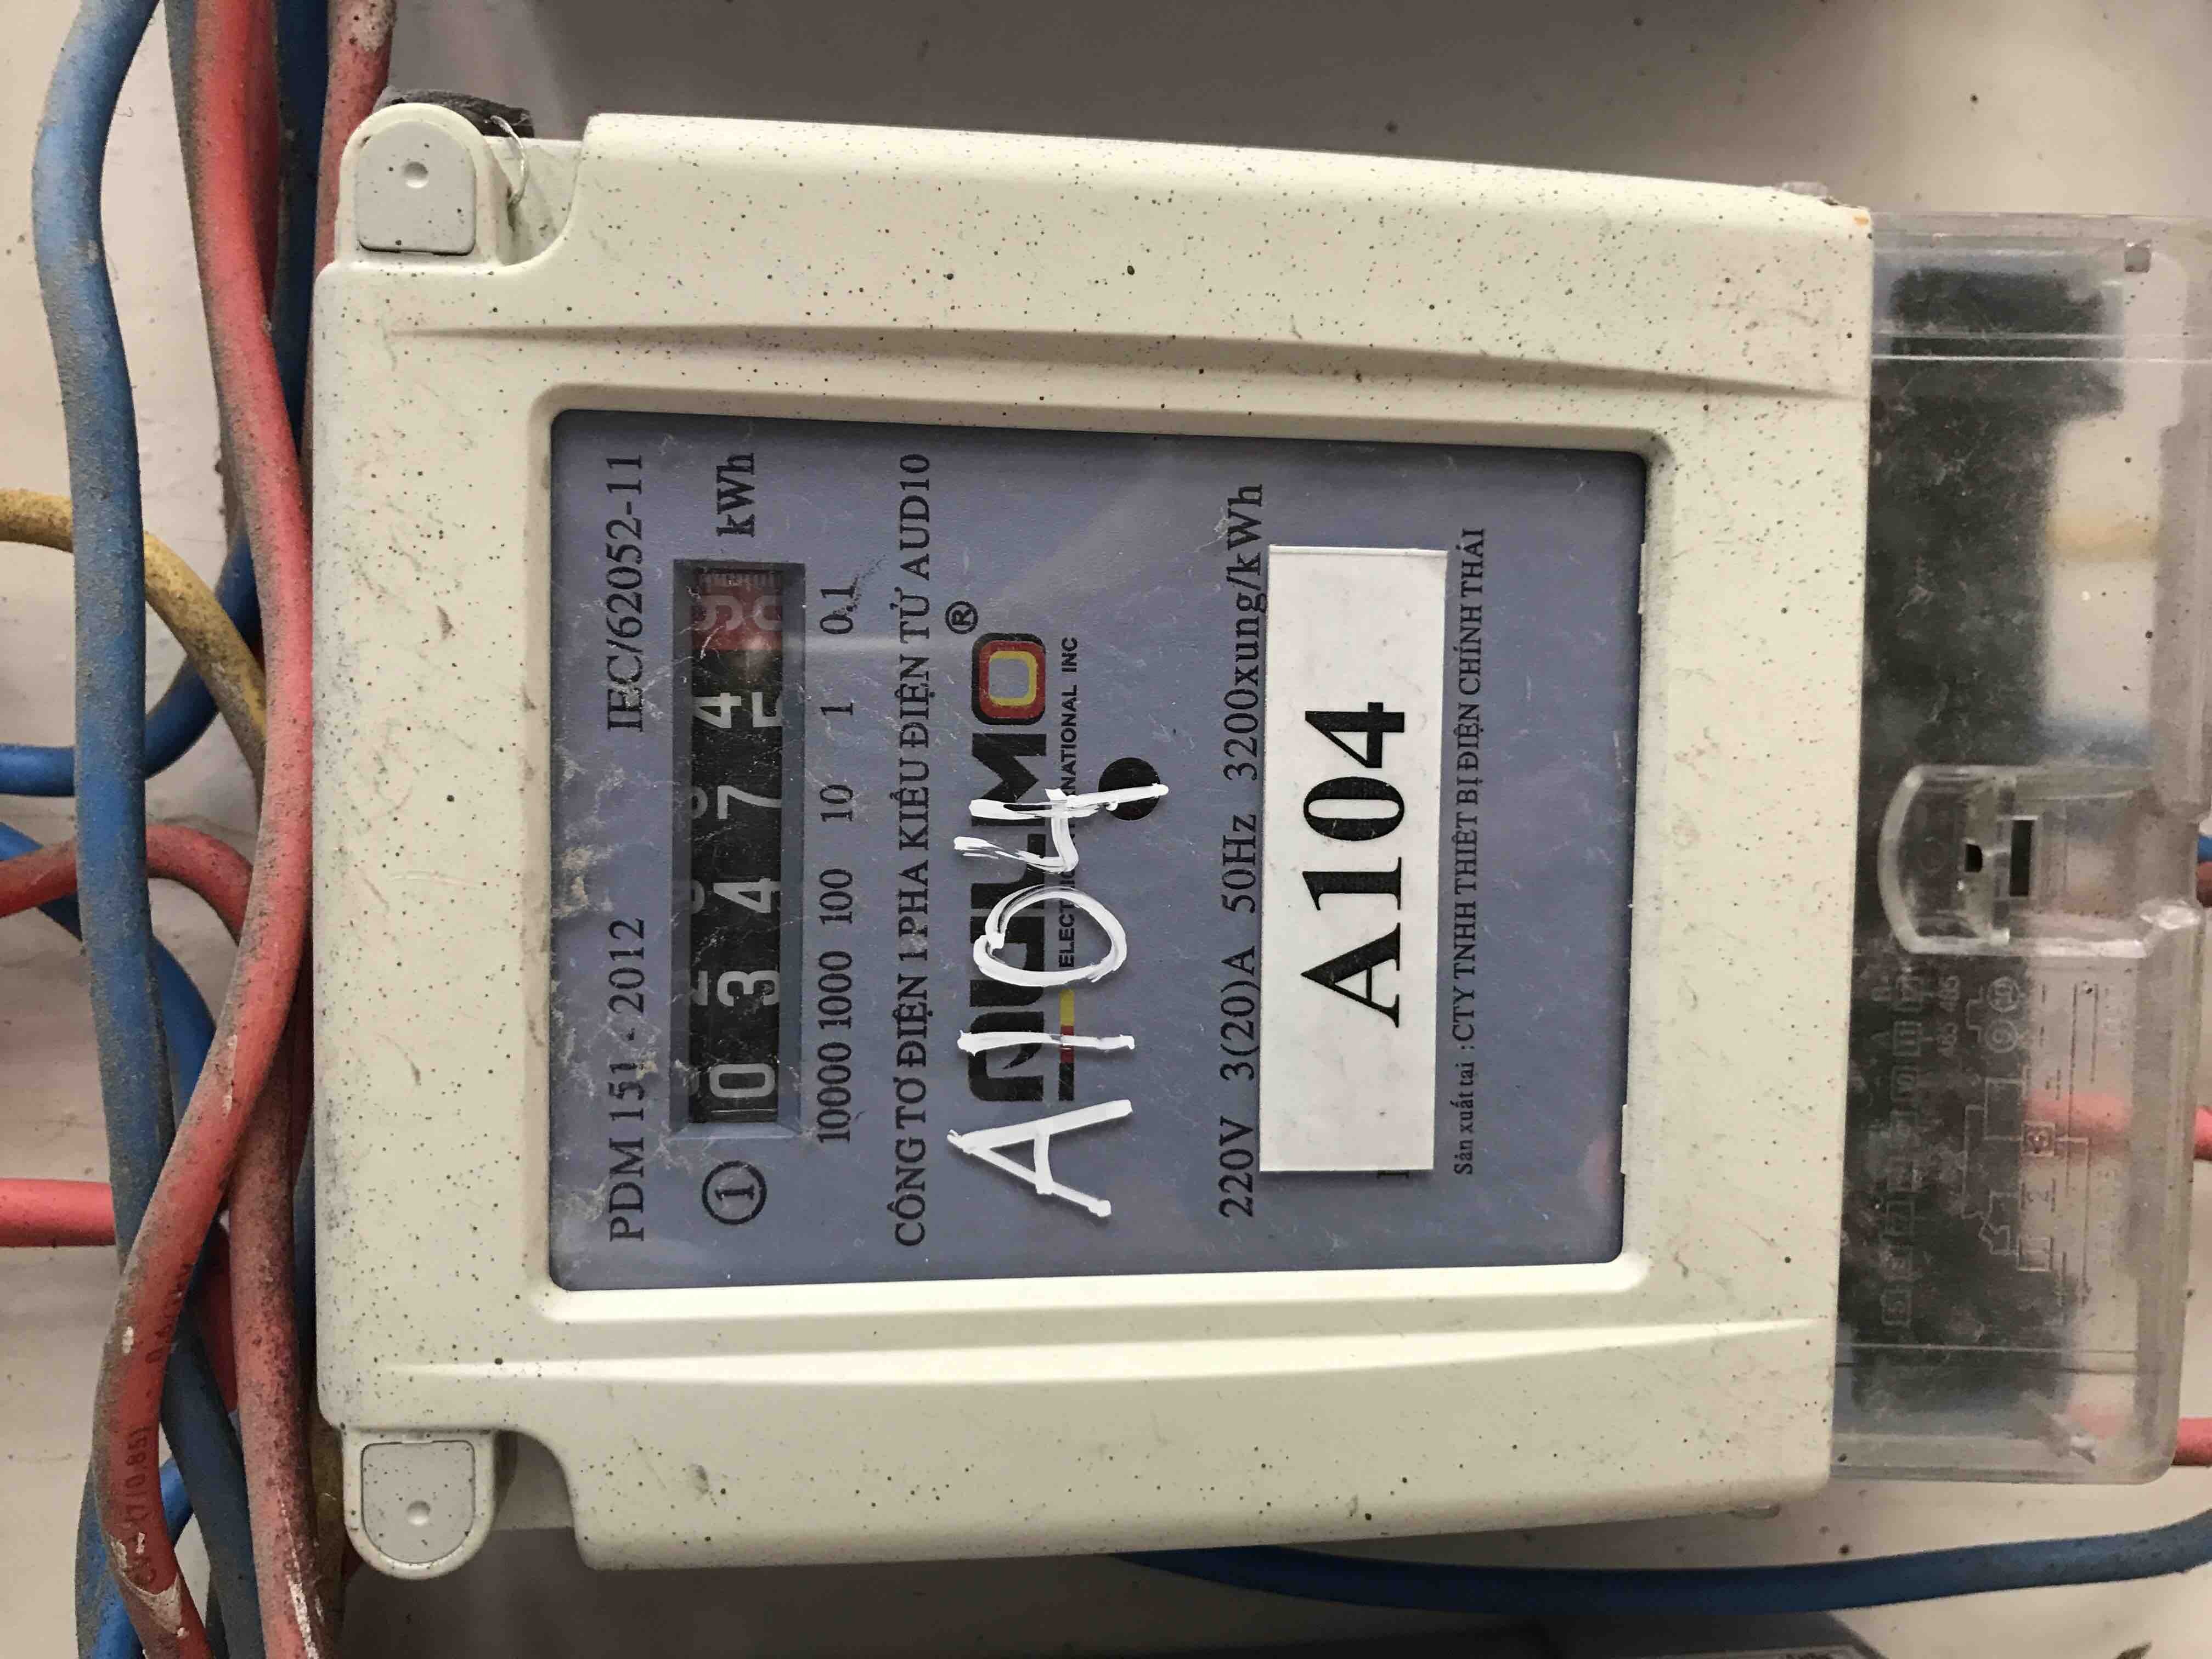 PDM 151 - 2012 IEC/62052-11
① 0 3 4 7 4 kWh
10000 1000 100 10 1 0.1
CÔNG TƠ ĐIỆN 1 PHA KIỂU ĐIỆN TỬ AUD10
®
A104
220V 3(20)A 50Hz 3200xung/kWh
A104
Sản xuất tại : CTY TNHH THIẾT BỊ ĐIỆN CHÍNH THÁI